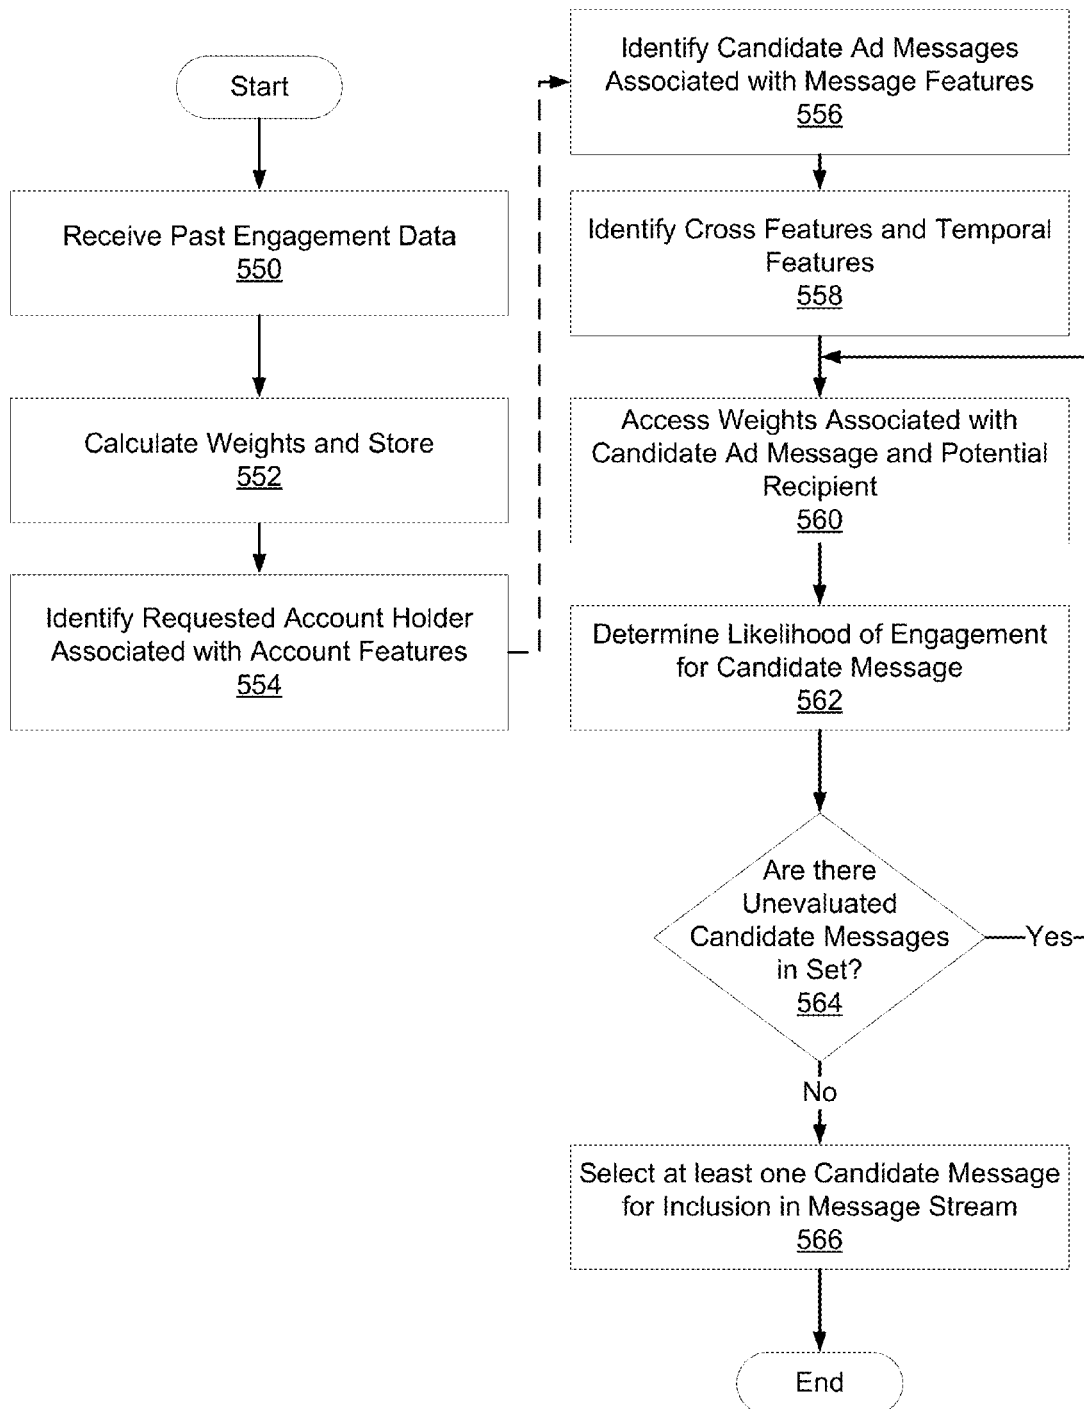 Start
Receive Past Engagement Data
550
Calculate Weights and Store
552
Identify Requested Account Holder
Associated with Account Features
554
Identify Candidate Ad Messages
Associated with Message Features
556
Identify Cross Features and Temporal
Features
558
Access Weights Associated with
Candidate Ad Message and Potential
Recipient
560
Determine Likelihood of Engagement
for Candidate Message
562
Are there
Unevaluated
Candidate Messages
in Set?
564
Yes
No
Select at least one Candidate Message
for Inclusion in Message Stream
566
End